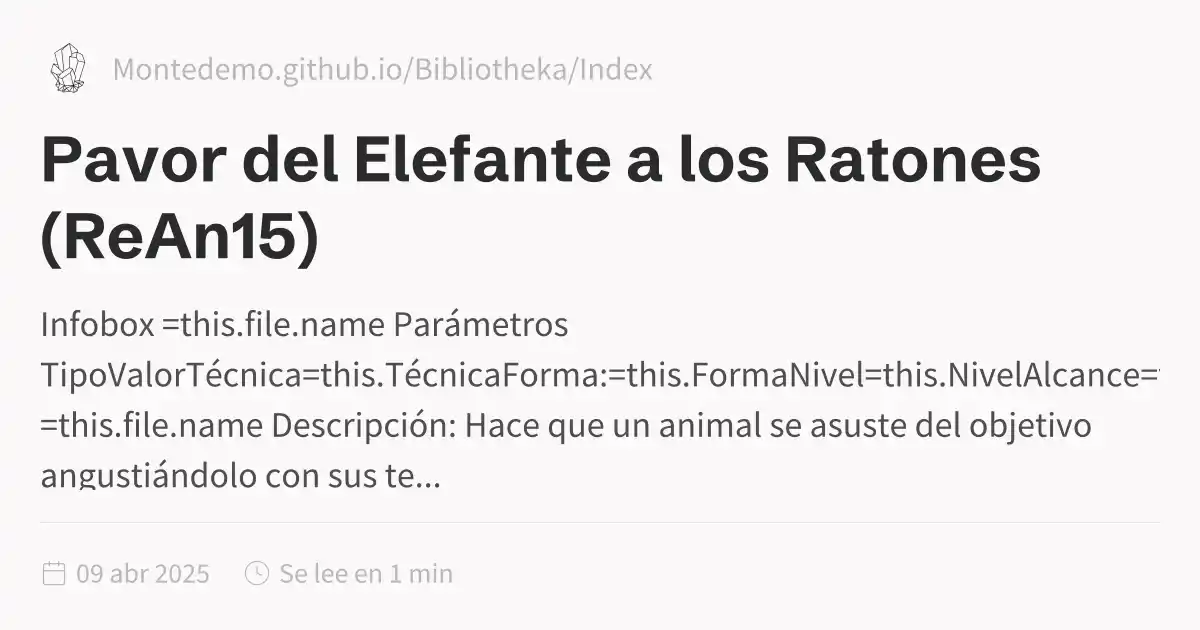 Montedemo.github.io/Bibliotheka/Index
Pavor del Elefante a los Ratones
(ReAn15)
Infobox =this.file.name Parámetros
TipoValorTécnica=this.TécnicaForma:=this.FormaNivel=this.NivelAlcance=
=this.file.name Descripción: Hace que un animal se asuste del objetivo
angustiándolo con sus te...
09 abr 2025
Se lee en 1 min